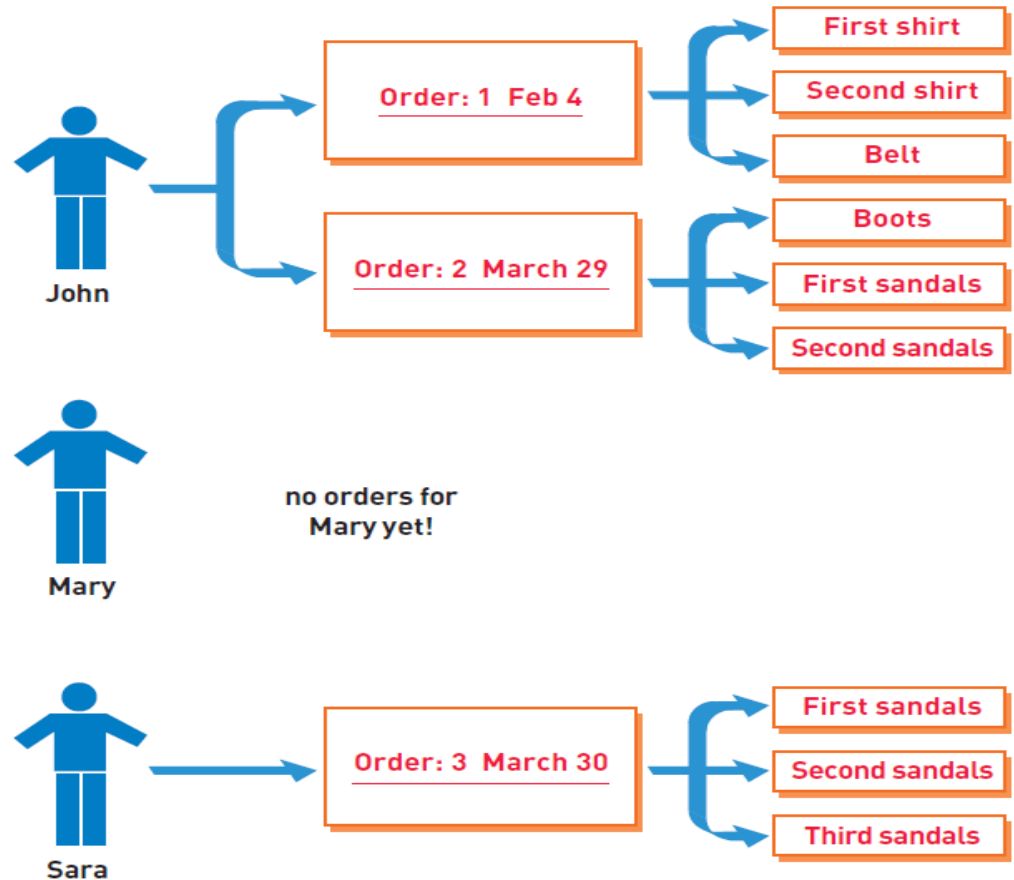 Order: 1 Feb 4
First shirt
Second shirt
Belt
Order: 2 March 29
Boots
First sandals
Second sandals
John
no orders for
Mary yet!
Mary
Order: 3 March 30
First sandals
Second sandals
Third sandals
Sara